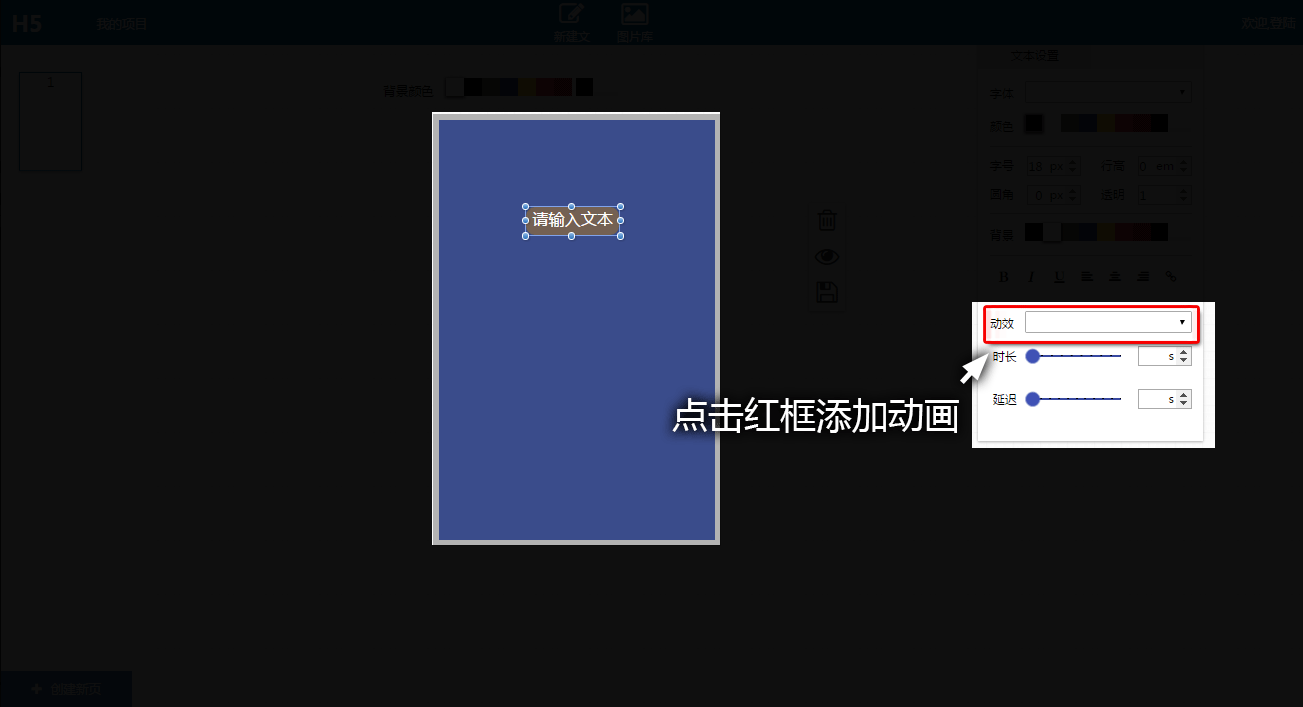 H5
我的项目
新建文
图片库
欢迎登陆
1
背景颜色
文本设置
字体
颜色
字号 18 px 行距 0 em
圆角 0 px 透明 1
背景
B I U
请输入文本
动效
时长 s
延迟 s
点击红框添加动画
+ 创建新页